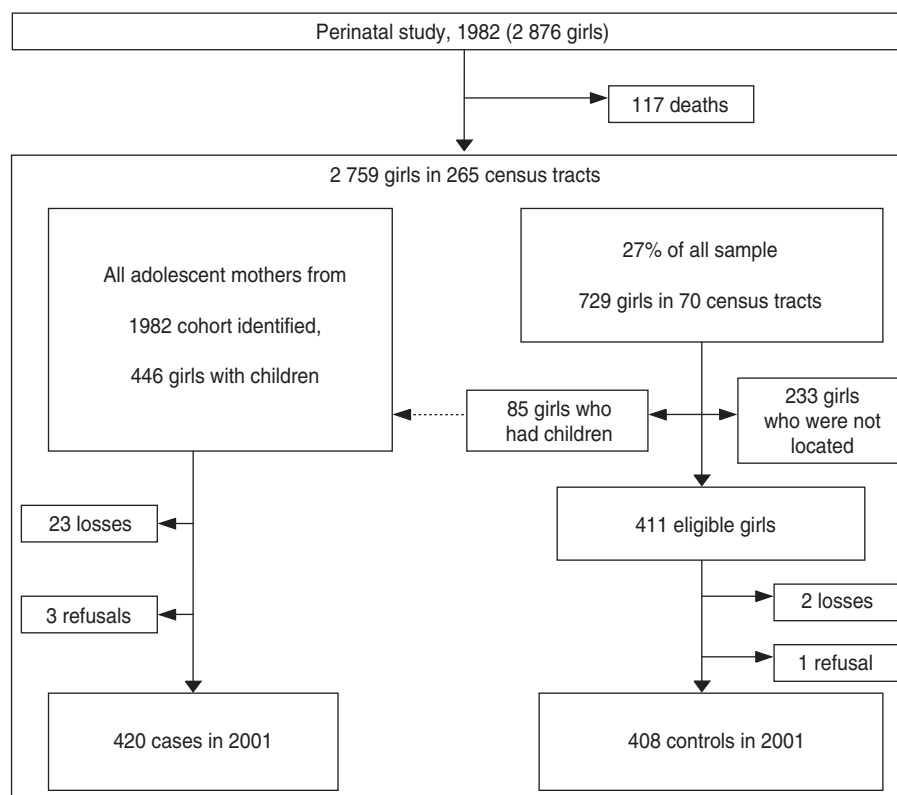 Perinatal study, 1982 (2 876 girls)
117 deaths
2 759 girls in 265 census tracts
All adolescent mothers from
1982 cohort identified,
446 girls with children
27% of all sample
729 girls in 70 census tracts
85 girls who
had children
233 girls
who were not
located
23 losses
411 eligible girls
3 refusals
2 losses
1 refusal
420 cases in 2001
408 controls in 2001